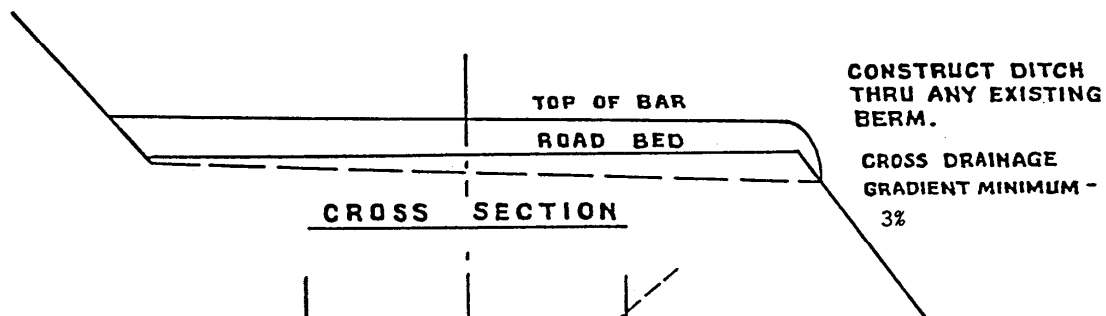 TOP OF BAR
ROAD BED
CROSS SECTION
CONSTRUCT DITCH
THRU ANY EXISTING
BERM.
CROSS DRAINAGE
GRADIENT MINIMUM -
3%